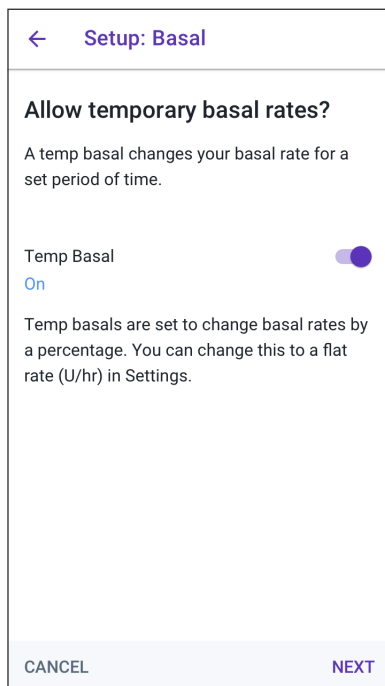 Setup: Basal
Allow temporary basal rates?
A temp basal changes your basal rate for a
set period of time.
Temp Basal
On
Temp basals are set to change basal rates by
a percentage. You can change this to a flat
rate (U/hr) in Settings.
CANCEL NEXT